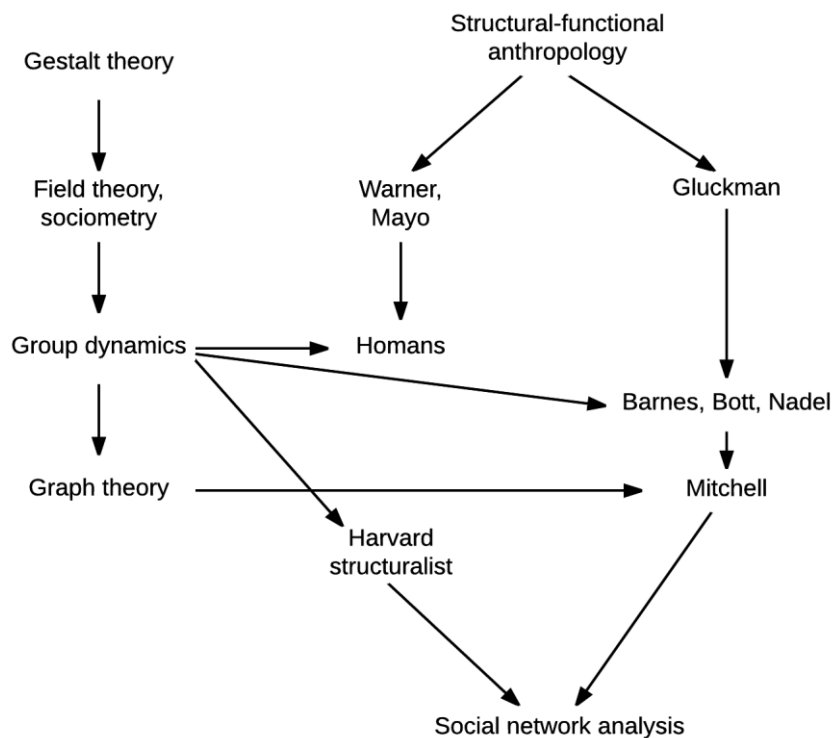 Structural-functional
anthropology
Gestalt theory
Field theory,
sociometry
Warner,
Mayo
Gluckman
Group dynamics
Homans
Barnes, Bott, Nadel
Graph theory
Mitchell
Harvard
structuralist
Social network analysis